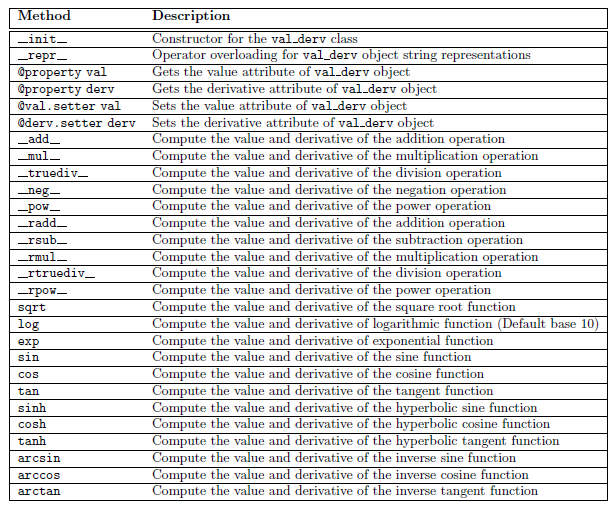 Method Description
__init__ Constructor for the val_derv class
__repr__ Operator overloading for val_derv object string representations
@property val Gets the value attribute of val_derv object
@property derv Gets the derivative attribute of val_derv object
@val.setter val Sets the value attribute of val_derv object
@derv.setter derv Sets the derivative attribute of val_derv object
__add__ Compute the value and derivative of the addition operation
__mul__ Compute the value and derivative of the multiplication operation
__truediv__ Compute the value and derivative of the division operation
__neg__ Compute the value and derivative of the negation operation
__pow__ Compute the value and derivative of the power operation
__radd__ Compute the value and derivative of the addition operation
__rsub__ Compute the value and derivative of the subtraction operation
__rmul__ Compute the value and derivative of the multiplication operation
__rtruediv__ Compute the value and derivative of the division operation
__rpow__ Compute the value and derivative of the power operation
sqrt Compute the value and derivative of the square root function
log Compute the value and derivative of logarithmic function (Default base 10)
exp Compute the value and derivative of exponential function
sin Compute the value and derivative of the sine function
cos Compute the value and derivative of the cosine function
tan Compute the value and derivative of the tangent function
sinh Compute the value and derivative of the hyperbolic sine function
cosh Compute the value and derivative of the hyperbolic cosine function
tanh Compute the value and derivative of the hyperbolic tangent function
arcsin Compute the value and derivative of the inverse sine function
arccos Compute the value and derivative of the inverse cosine function
arctan Compute the value and derivative of the inverse tangent function